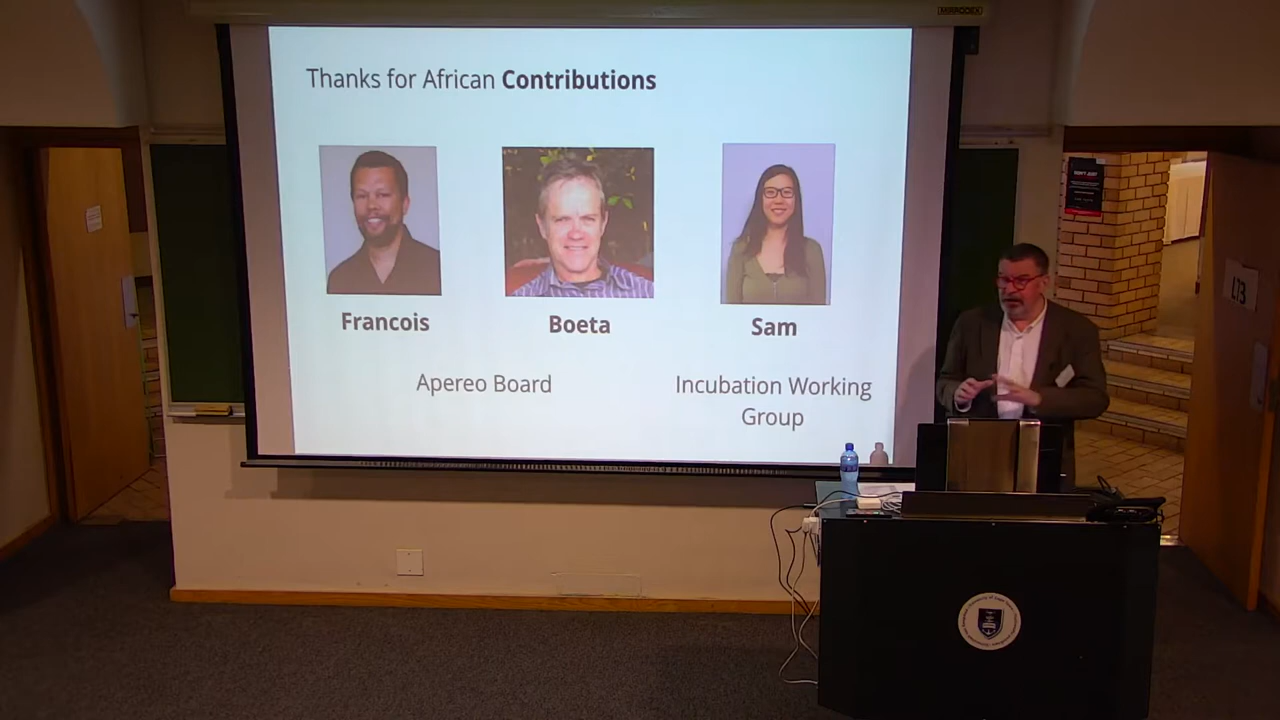 Thanks for African Contributions
Francois
Boeta
Sam
Apereo Board
Incubation Working
Group